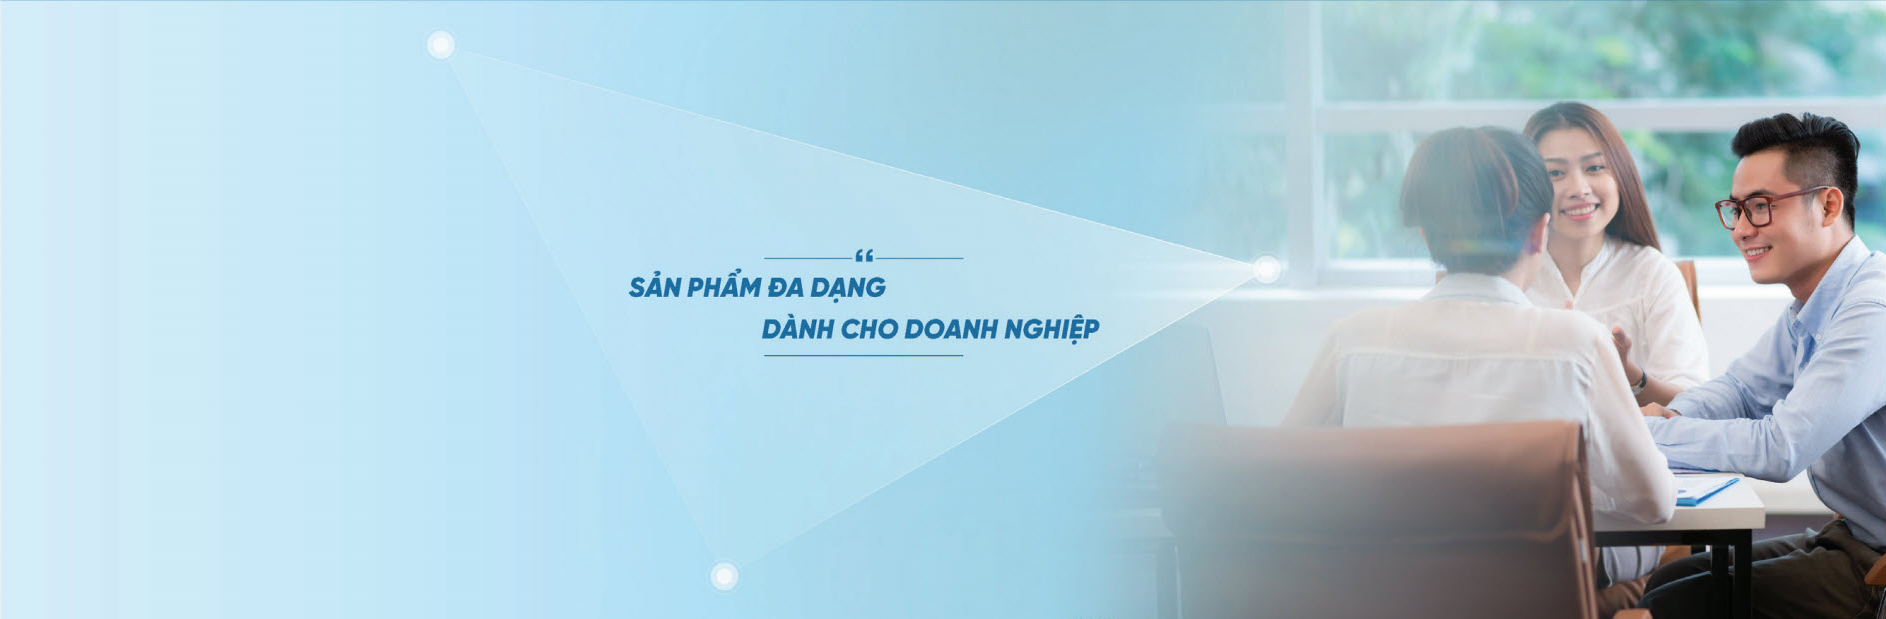 “
SẢN PHẨM ĐA DẠNG
DÀNH CHO DOANH NGHIỆP